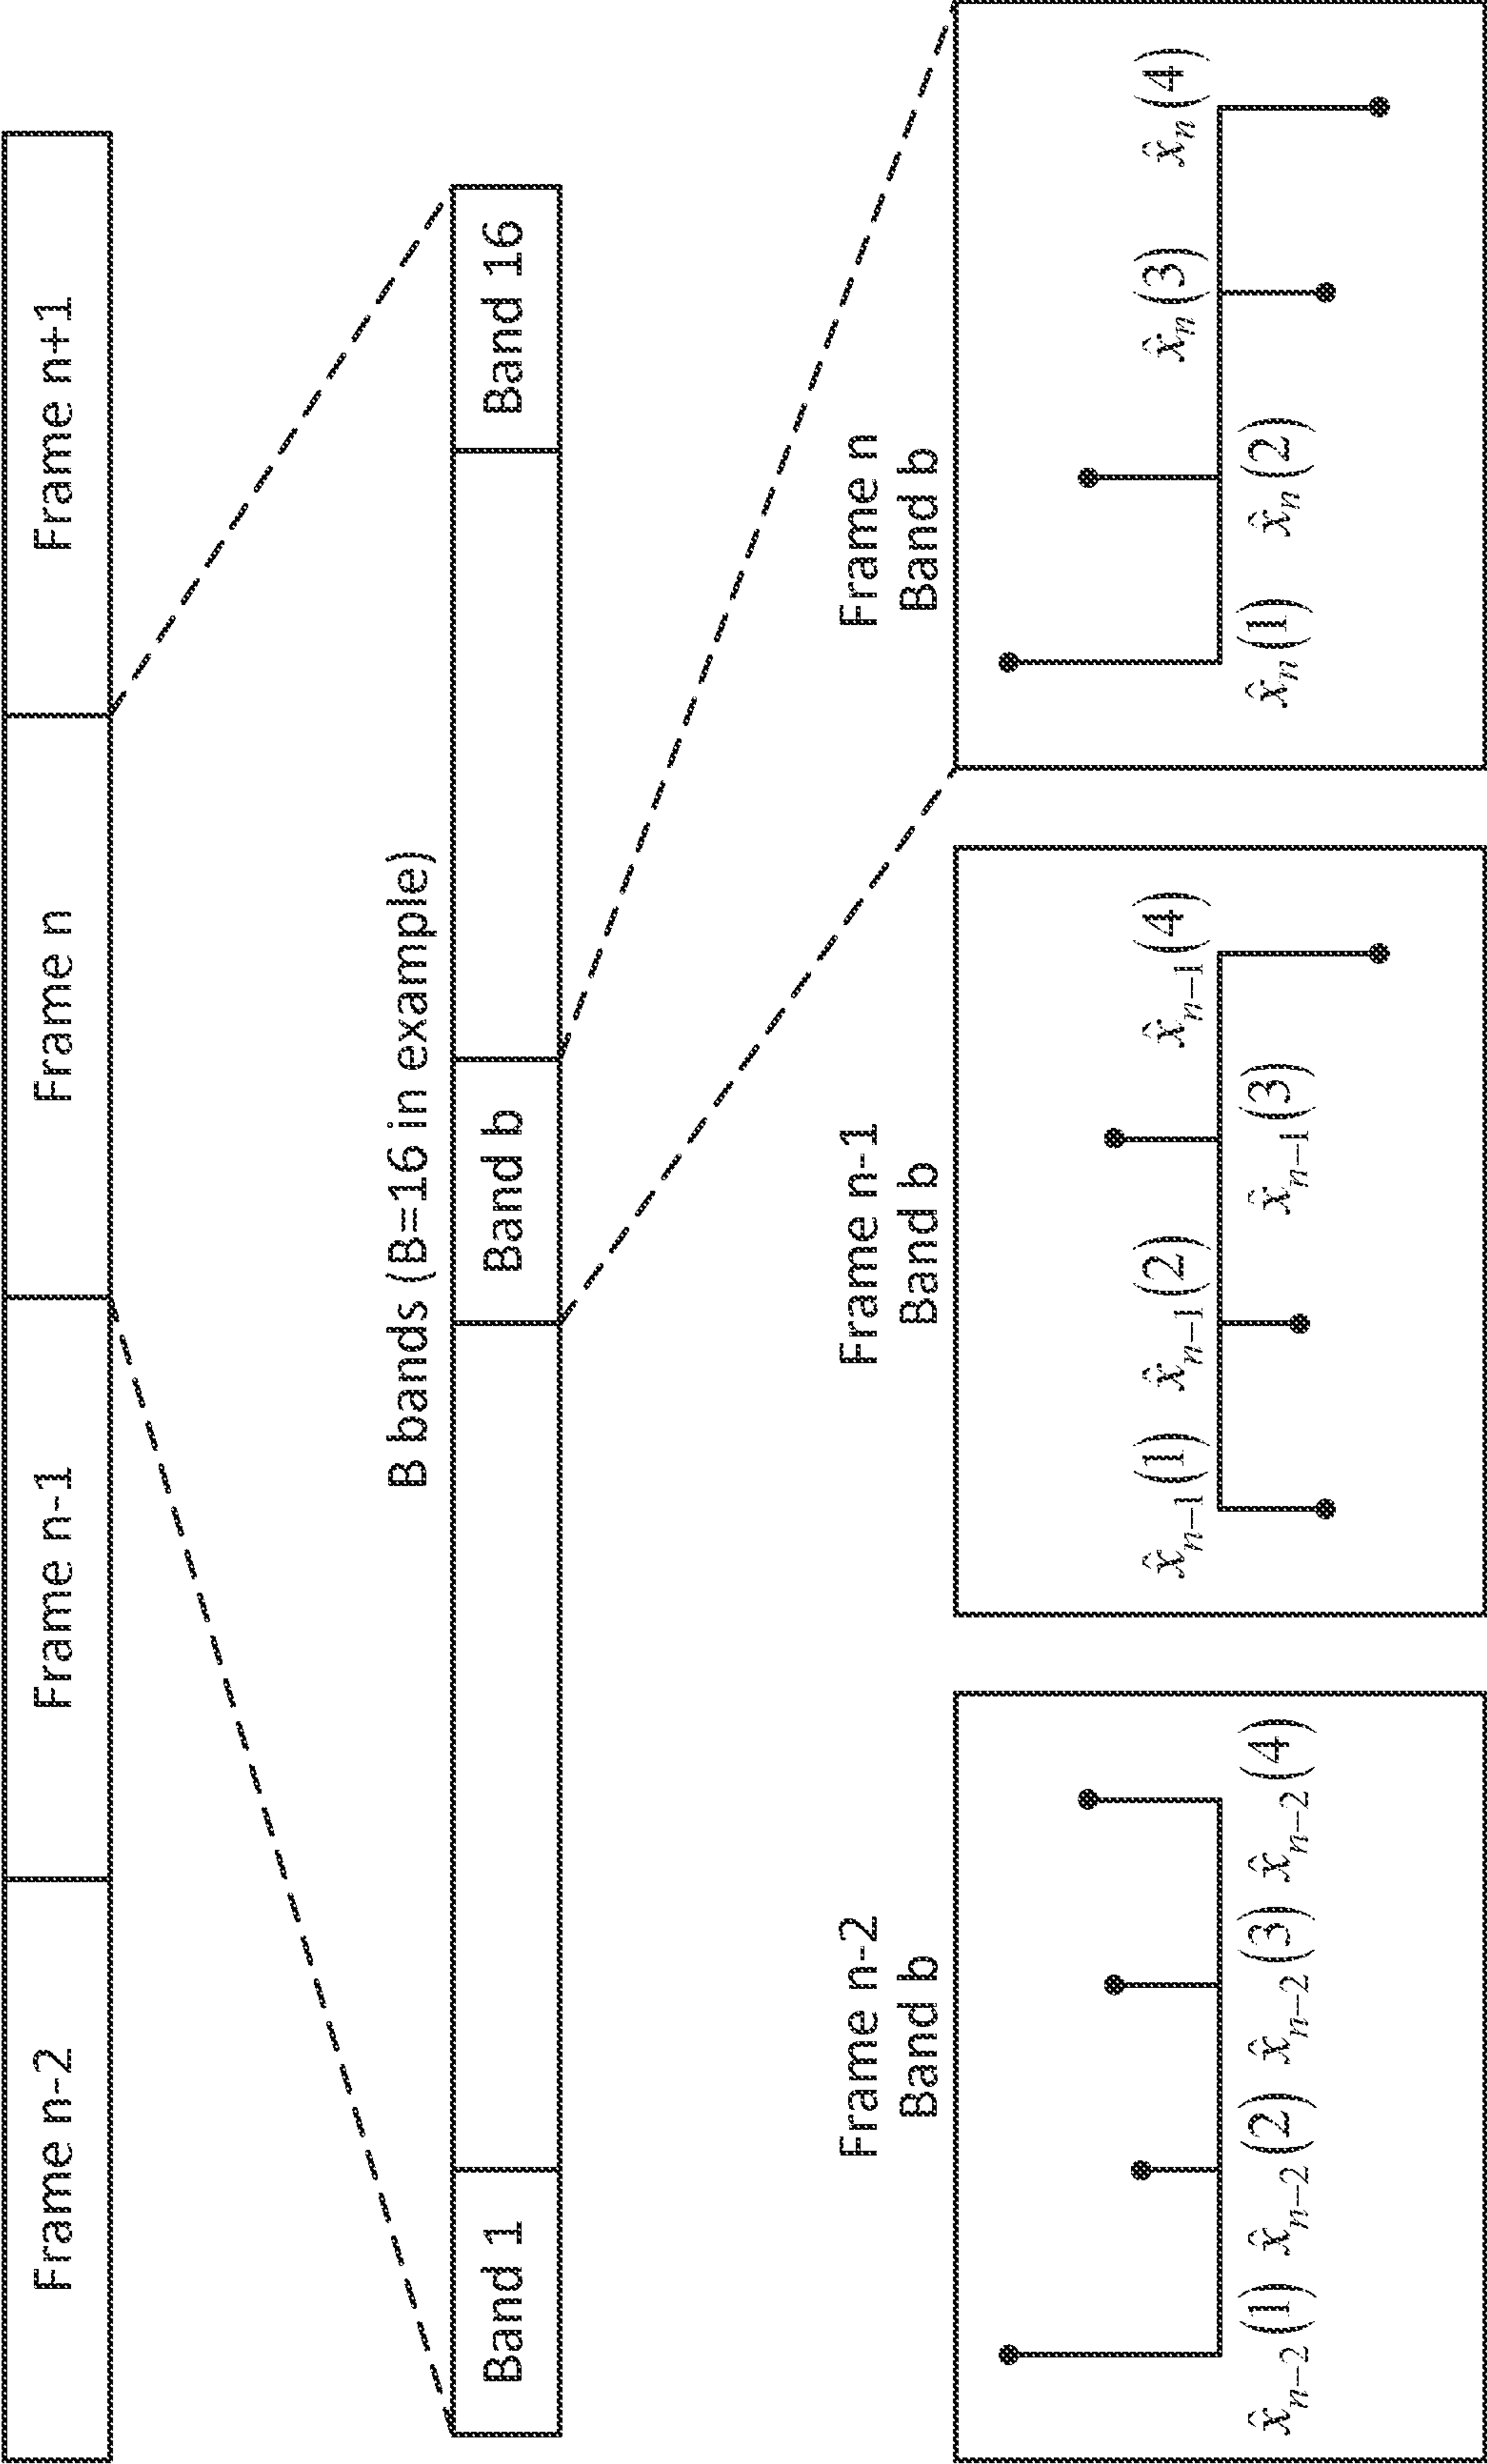 Frame n-2 Frame n-1 Frame n Frame n+1
B bands (B=16 in example)
Band 1 Band b Band 16
Frame n-2
Band b
x̂ₙ₋₂(1) x̂ₙ₋₂(2) x̂ₙ₋₂(3) x̂ₙ₋₂(4)
Frame n-1
Band b
x̂ₙ₋₁(1) x̂ₙ₋₁(2) x̂ₙ₋₁(4)
x̂ₙ₋₁(3)
Frame n
Band b
x̂ₙ(3) x̂ₙ(4)
x̂ₙ(1) x̂ₙ(2)